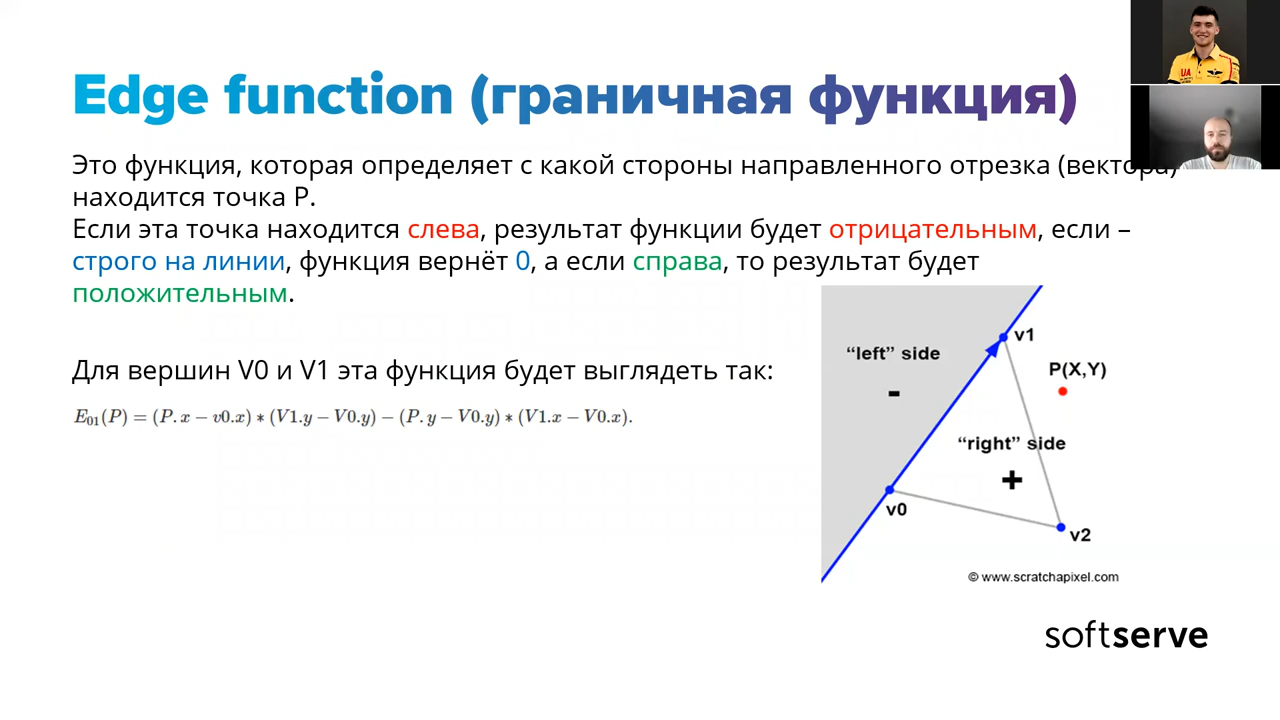 Edge function (граничная функция)
Это функция, которая определяет с какой стороны направленного отрезка (вектора)
находится точка P.
Если эта точка находится слева, результат функции будет отрицательным, если –
строго на линии, функция вернёт 0, а если справа, то результат будет
положительным.
Для вершин V0 и V1 эта функция будет выглядеть так:
E01(P) = (P.x − v0.x) ∗ (V1.y − V0.y) − (P.y − V0.y) ∗ (V1.x − V0.x).
v1
“left” side
P(X,Y)
-
“right” side
+
v0
v2
© www.scratchapixel.com
softserve
UA